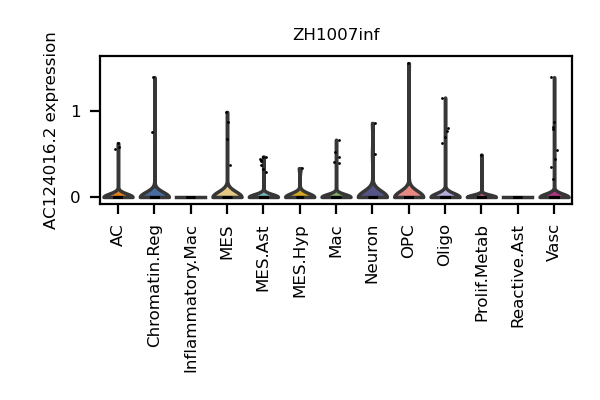 ZH1007inf
AC124016.2 expression
1
0
AC
Chromatin.Reg
Inflammatory.Mac
MES
MES.Ast
MES.Hyp
Mac
Neuron
OPC
Oligo
Prolif.Metab
Reactive.Ast
Vasc